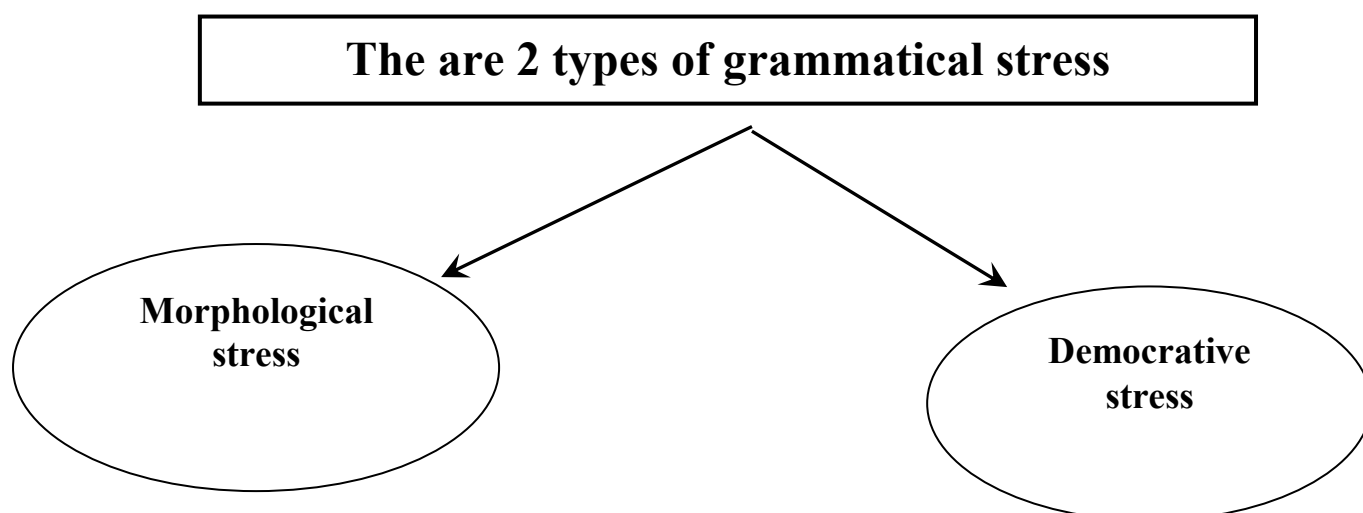 The are 2 types of grammatical stress
Morphological
stress
Democrative
stress